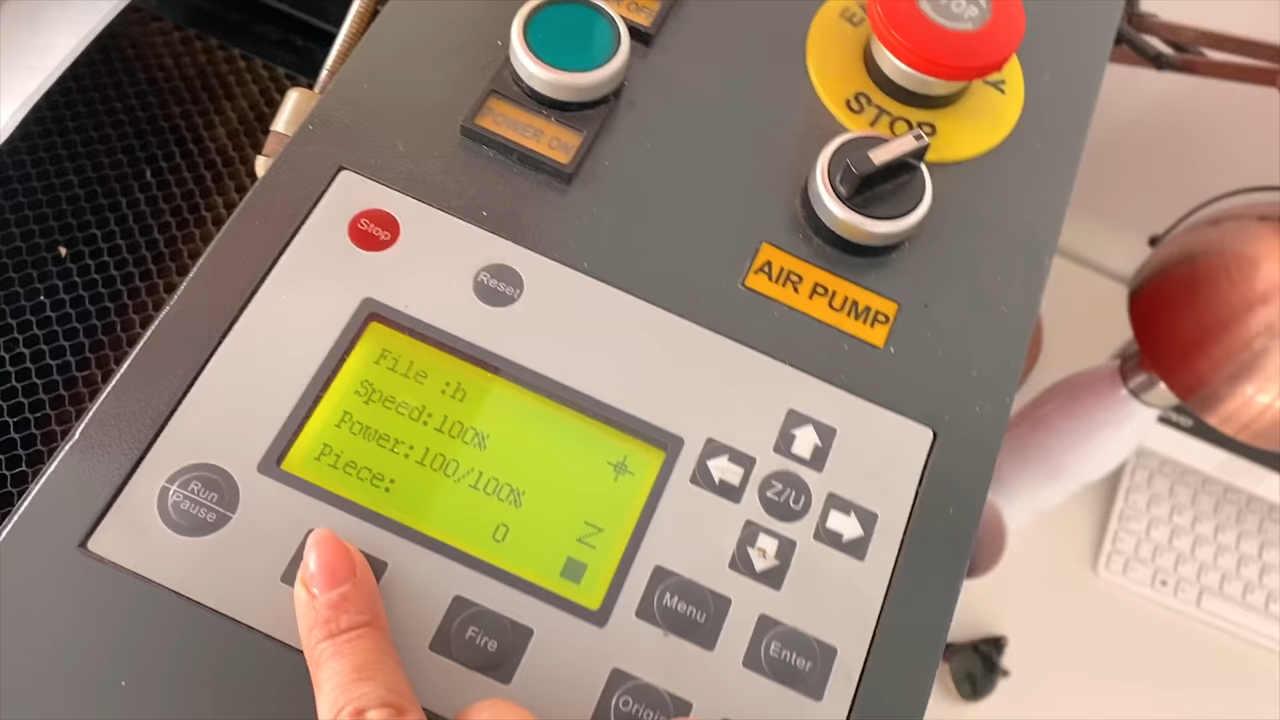 STOP
STOP
POWER ON
AIR PUMP
Stop
Reset
File :h
Speed:100%
Power:100/100%
Piece:
0
Z
Z/U
Run
Pause
Fire
Menu
Enter